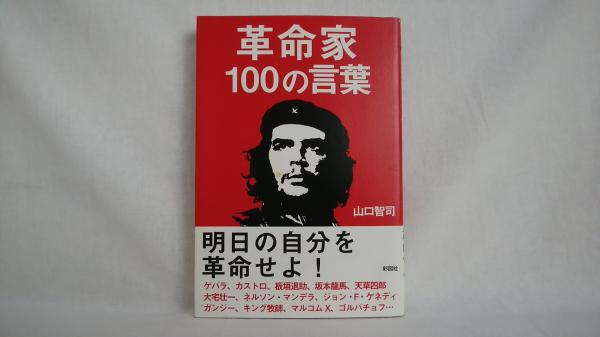 革命家
100の言葉
山口智司
明日の自分を
革命せよ！
彩図社
ゲバラ、カストロ、板垣退助、坂本龍馬、天草四郎
大宅壮一、ネルソン・マンデラ、ジョン・F・ケネディ
ガンジー、キング牧師、マルコムX、ゴルバチョフ…